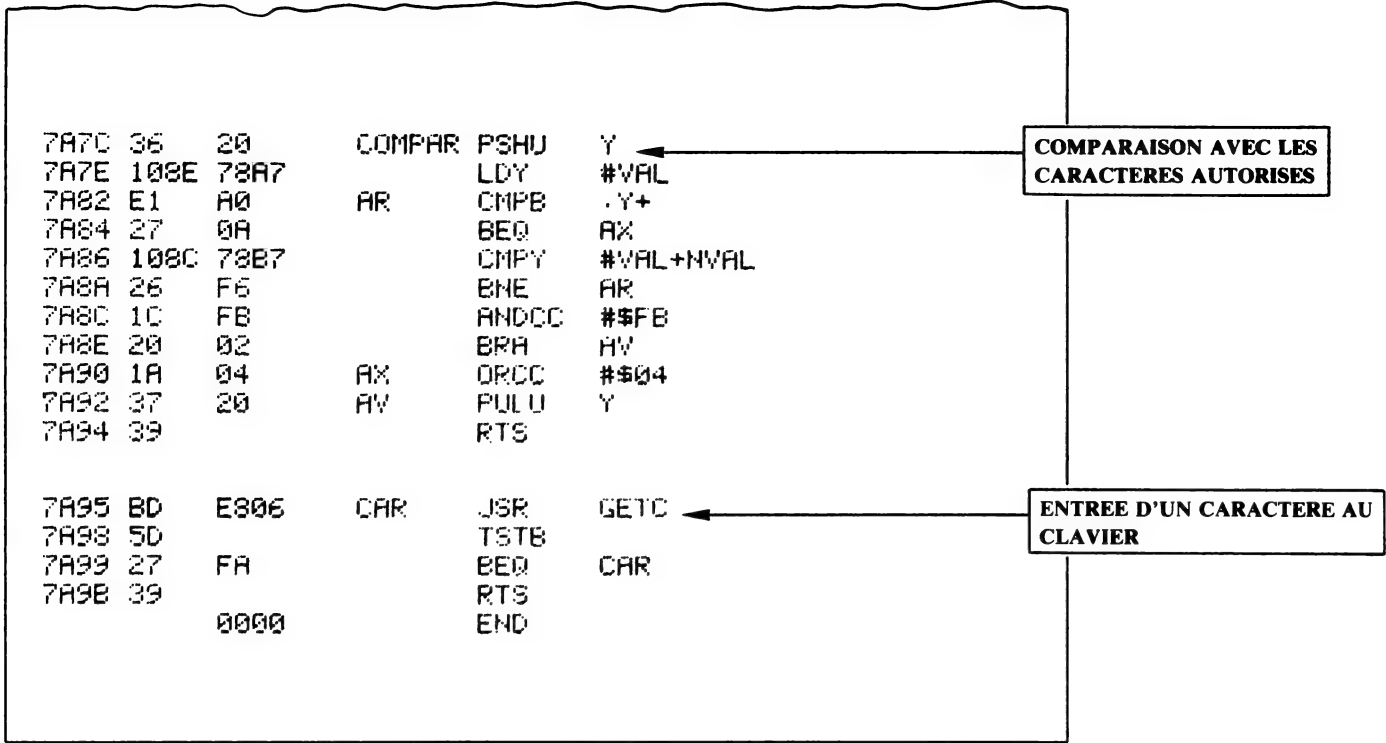 7A7C 36 20 COMPAR PSHU Y
7A7E 108E 78A7 LDY #VAL
7A82 E1 A0 AR CMPB ,Y+
7A84 27 0A BEQ AX
7A86 108C 78B7 CMPY #VAL+NVAL
7A8A 26 F6 BNE AR
7A8C 1C FB ANDCC #$FB
7A8E 20 02 BRA AV
7A90 1A 04 AX ORCC #$04
7A92 37 20 AV PULU Y
7A94 39 RTS
COMPARAISON AVEC LES
CARACTERES AUTORISES
7A95 BD E806 CAR JSR GETC
7A98 5D TSTB
7A99 27 FA BEQ CAR
7A9B 39 RTS
0000 END
ENTREE D'UN CARACTERE AU
CLAVIER